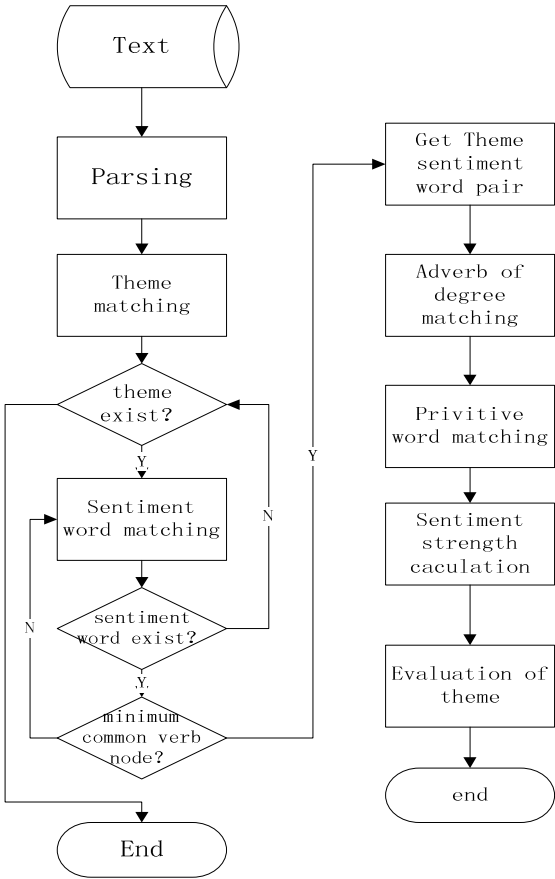 Text
Parsing
Theme
matching
theme
exist?
Y
Sentiment
word matching
N
N
sentiment
word exist?
Y
minimum
common verb
node?
End
Y
Get Theme
sentiment
word pair
Adverb of
degree
matching
Privitive
word matching
Sentiment
strength
caculation
Evaluation of
theme
end